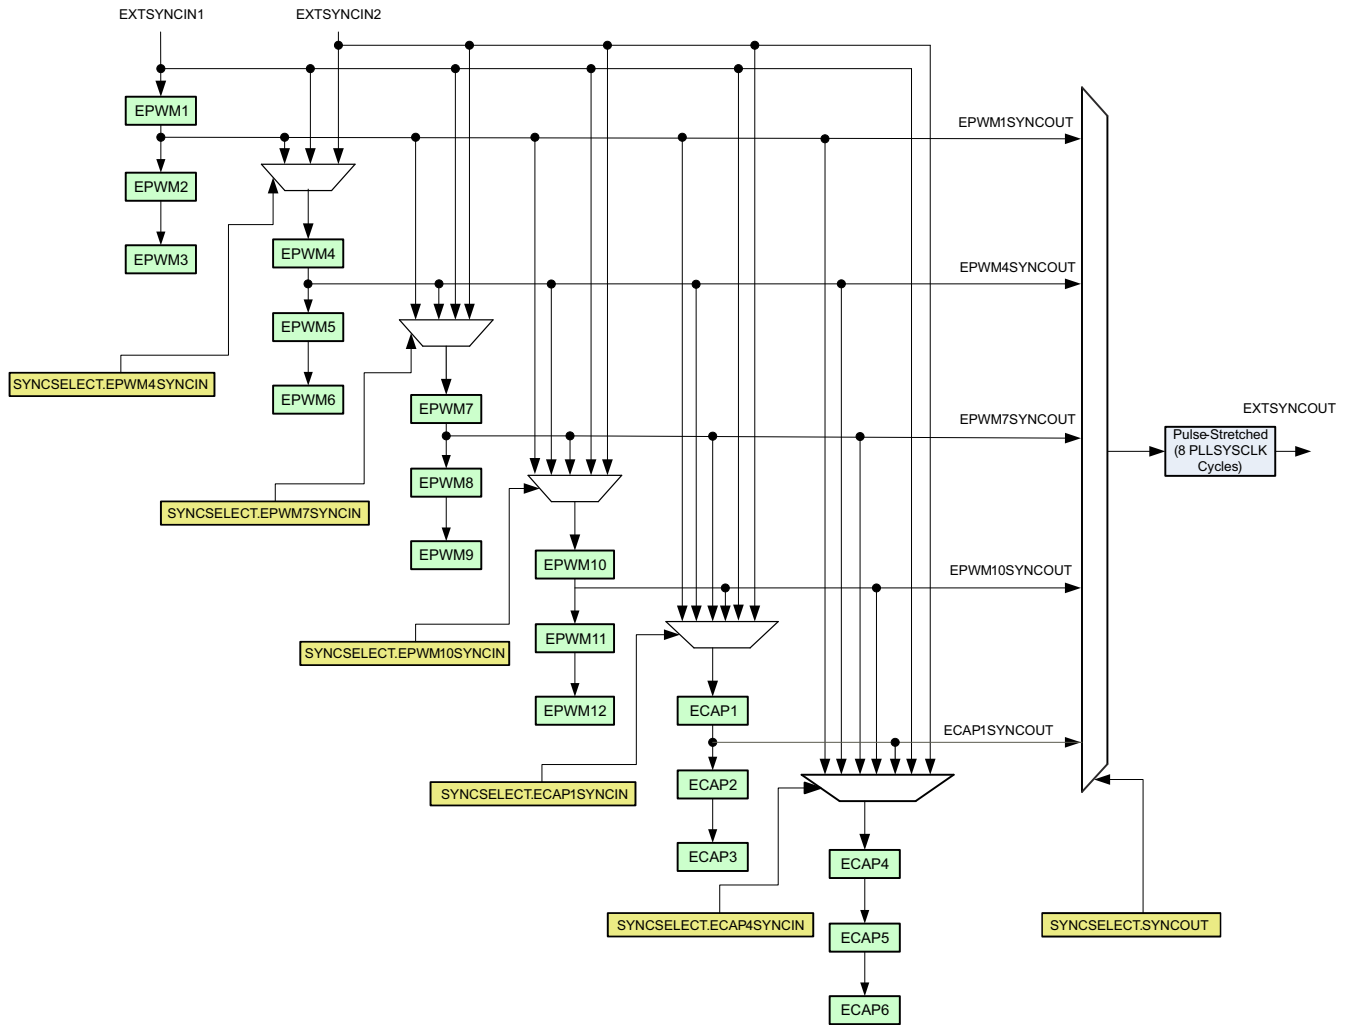 EXTSYNCIN1
EXTSYNCIN2
EPWM1
EPWM1SYNCOUT
EPWM2
EPWM3
EPWM4
EPWM4SYNCOUT
EPWM5
SYNCSELECT.EPWM4SYNCIN
EPWM6
EPWM7
EXTSYNCOUT
EPWM7SYNCOUT
Pulse-Stretched
(8 PLLSYSCLK
Cycles)
EPWM8
SYNCSELECT.EPWM7SYNCIN
EPWM9
EPWM10
EPWM10SYNCOUT
EPWM11
SYNCSELECT.EPWM10SYNCIN
EPWM12
ECAP1
ECAP1SYNCOUT
ECAP2
SYNCSELECT.ECAP1SYNCIN
ECAP3
ECAP4
SYNCSELECT.ECAP4SYNCIN
SYNCSELECT.SYNCOUT
ECAP5
ECAP6